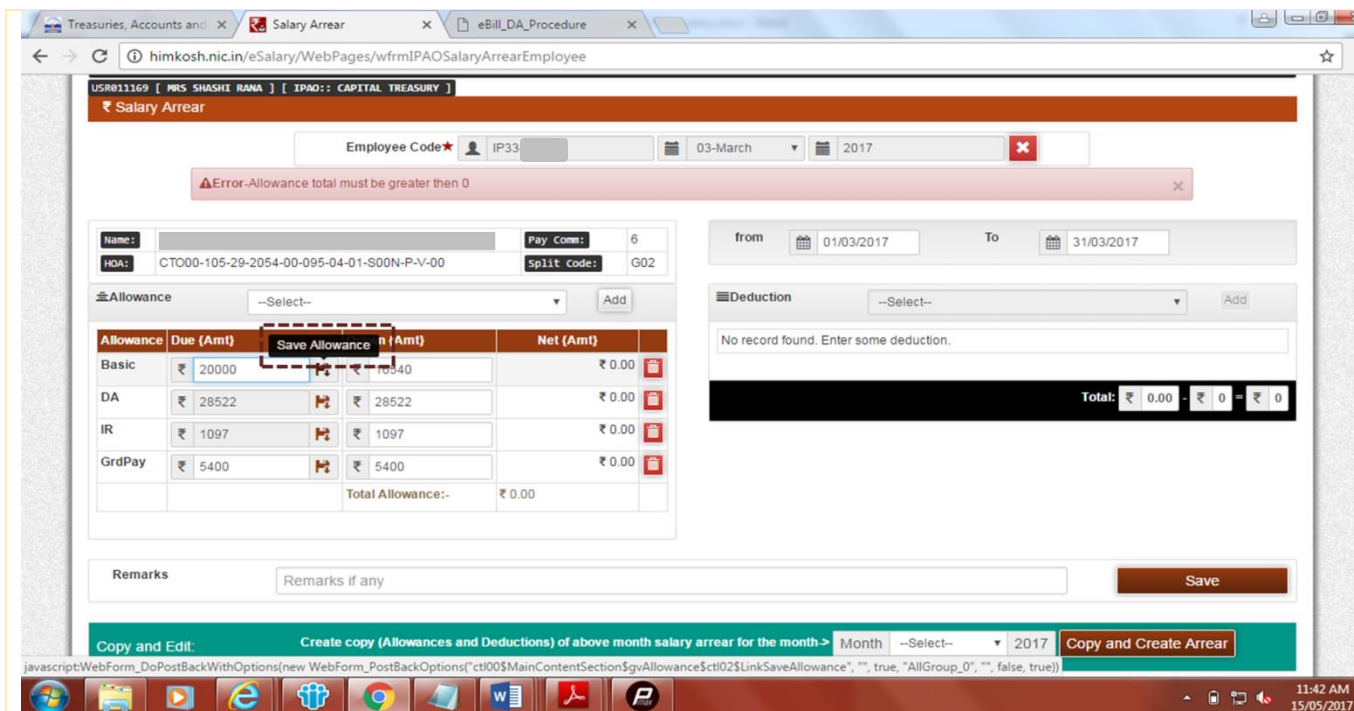 Treasuries, Accounts and
Salary Arrear
eBill_DA_Procedure
himkosh.nic.in/eSalary/WebPages/wfrmIPAOSalaryArrearEmployee
USR011169 [ MRS SHASHI RANA ] [ IPAO:: CAPITAL TREASURY ]
₹ Salary Arrear
Employee Code★ IP33 03-March 2017
Error-Allowance total must be greater then 0
Name: Pay Comm: 6
HOA: CTO00-105-29-2054-00-095-04-01-S00N-P-V-00 Split Code: G02
from 01/03/2017 To 31/03/2017
Allowance --Select-- Add
Deduction --Select-- Add
Allowance Due {Amt} {Amt} Net {Amt}
Save Allowance
Basic ₹ 20000 ₹ ₹ 0.00
DA ₹ 28522 ₹ 28522 ₹ 0.00
IR ₹ 1097 ₹ 1097 ₹ 0.00
GrdPay ₹ 5400 ₹ 5400 ₹ 0.00
Total Allowance:- ₹ 0.00
No record found. Enter some deduction.
Total: ₹ 0.00 - ₹ 0 = ₹ 0
Remarks Remarks if any Save
Copy and Edit: Create copy (Allowances and Deductions) of above month salary arrear for the month-> Month --Select-- 2017 Copy and Create Arrear
javascript:WebForm_DoPostBackWithOptions(new WebForm_PostBackOptions("ctl00$MainContentSection$gvAllowance$ctl02$LinkSaveAllowance", "", true, "AllGroup_0", "", false, true))
11:42 AM
15/05/2017